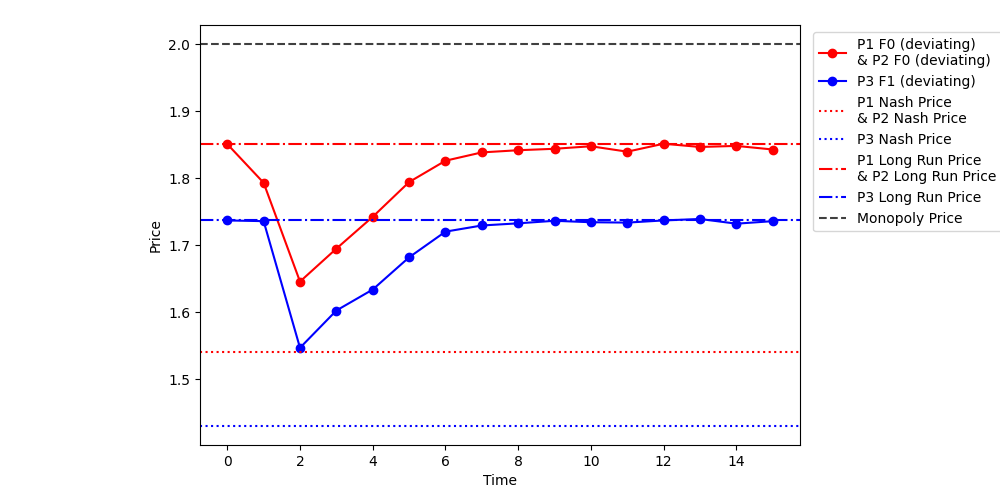 2.0
1.9
1.8
1.7
1.6
1.5
Price
0 2 4 6 8 10 12 14
Time
P1 F0 (deviating)
& P2 F0 (deviating)
P3 F1 (deviating)
P1 Nash Price
& P2 Nash Price
P3 Nash Price
P1 Long Run Price
& P2 Long Run Price
P3 Long Run Price
Monopoly Price